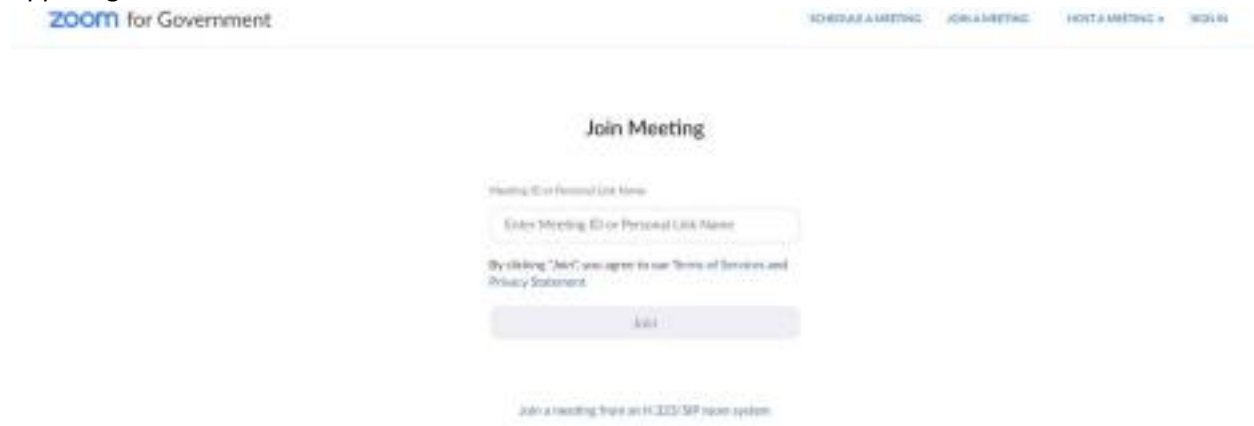 zoom for Government
SCHEDULE A MEETING JOIN A MEETING HOST A MEETING SIGN IN
Join Meeting
Meeting ID or Personal Link Name
Enter Meeting ID or Personal Link Name
By clicking "Join", you agree to our Terms of Services and
Privacy Statement
Join
Join a meeting from an H.323/SIP room system